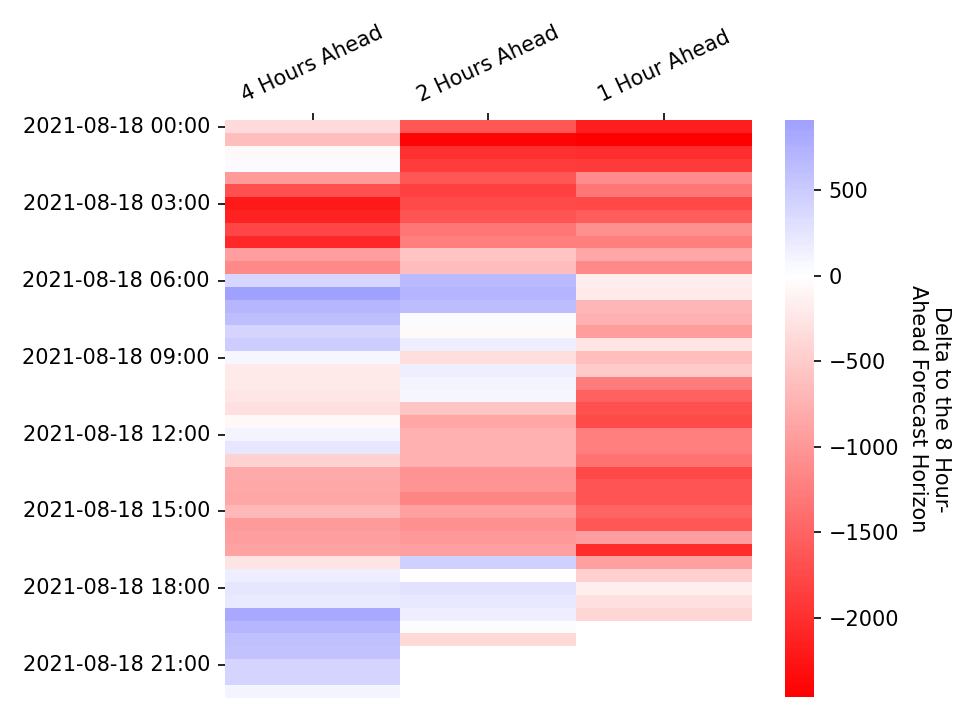 4 Hours Ahead
2 Hours Ahead
1 Hour Ahead
2021-08-18 00:00
2021-08-18 03:00
2021-08-18 06:00
2021-08-18 09:00
2021-08-18 12:00
2021-08-18 15:00
2021-08-18 18:00
2021-08-18 21:00
500
0
−500
−1000
−1500
−2000
Delta to the 8 Hour-
Ahead Forecast Horizon